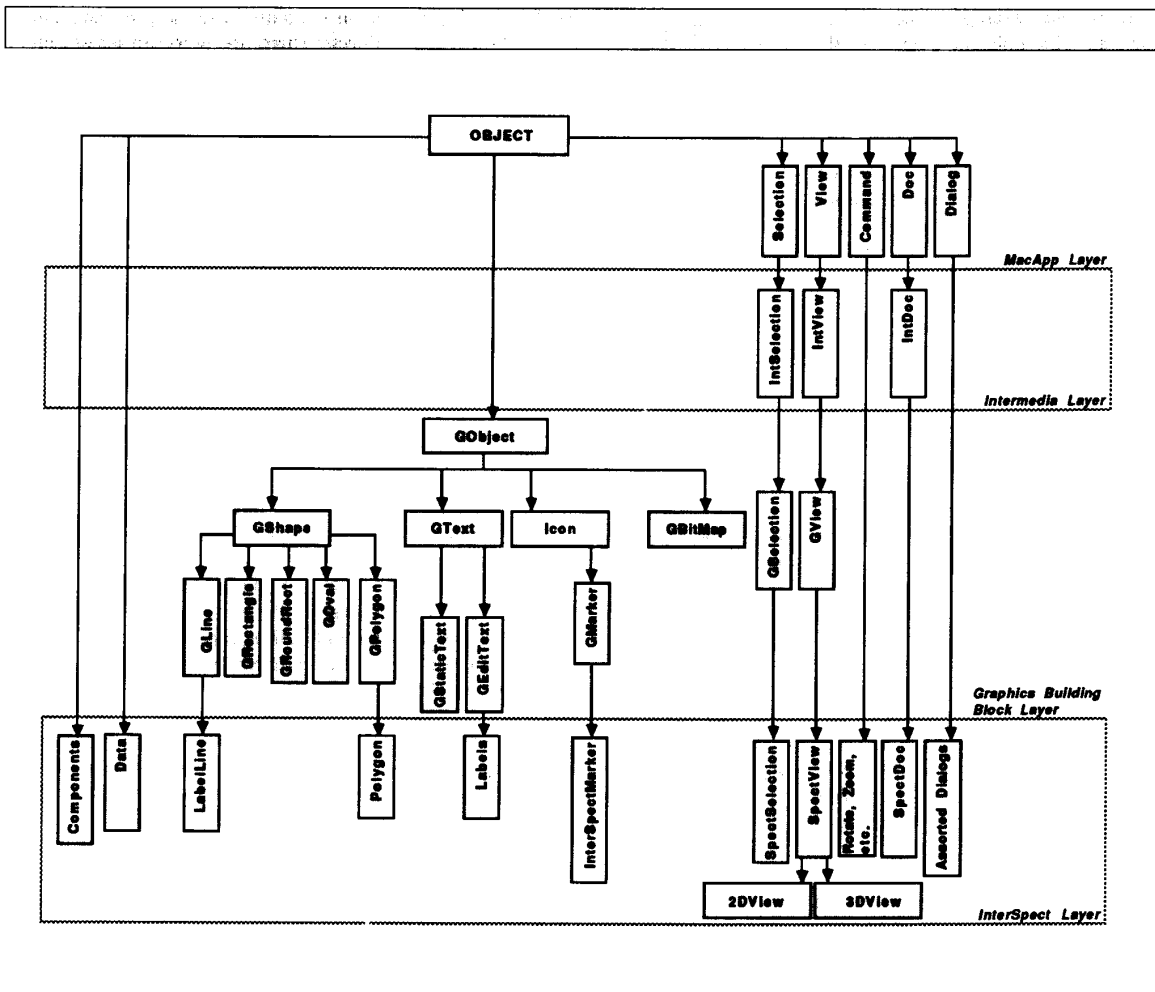 OBJECT
Selection
View
Command
Doc
Dialog
MacApp Layer
IntSelection
IntView
IntDoc
Intermedia Layer
GObject
GShape
GText
Icon
GBitMap
GSelection
GView
GLine
GRectangle
GRoundRect
GOval
GPolygon
GStaticText
GEditText
GMarker
Graphics Building
Block Layer
Components
Data
LabelLine
Polygon
Labels
InterSpectMarker
SpectSelection
SpectView
Rotate, Zoom,
etc.
SpectDoc
Assorted Dialogs
2DView
3DView
InterSpect Layer